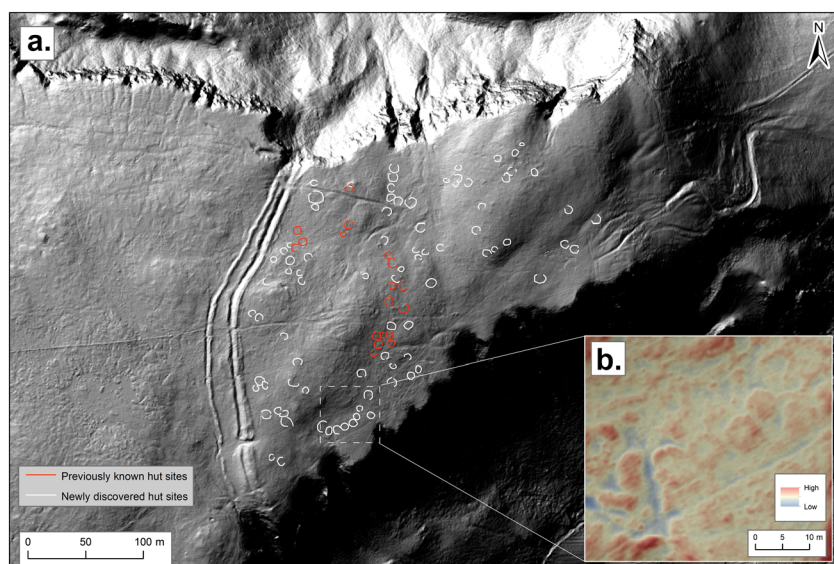 a.
N
Previously known hut sites
Newly discovered hut sites
0 50 100 m
b.
High
Low
0 5 10 m